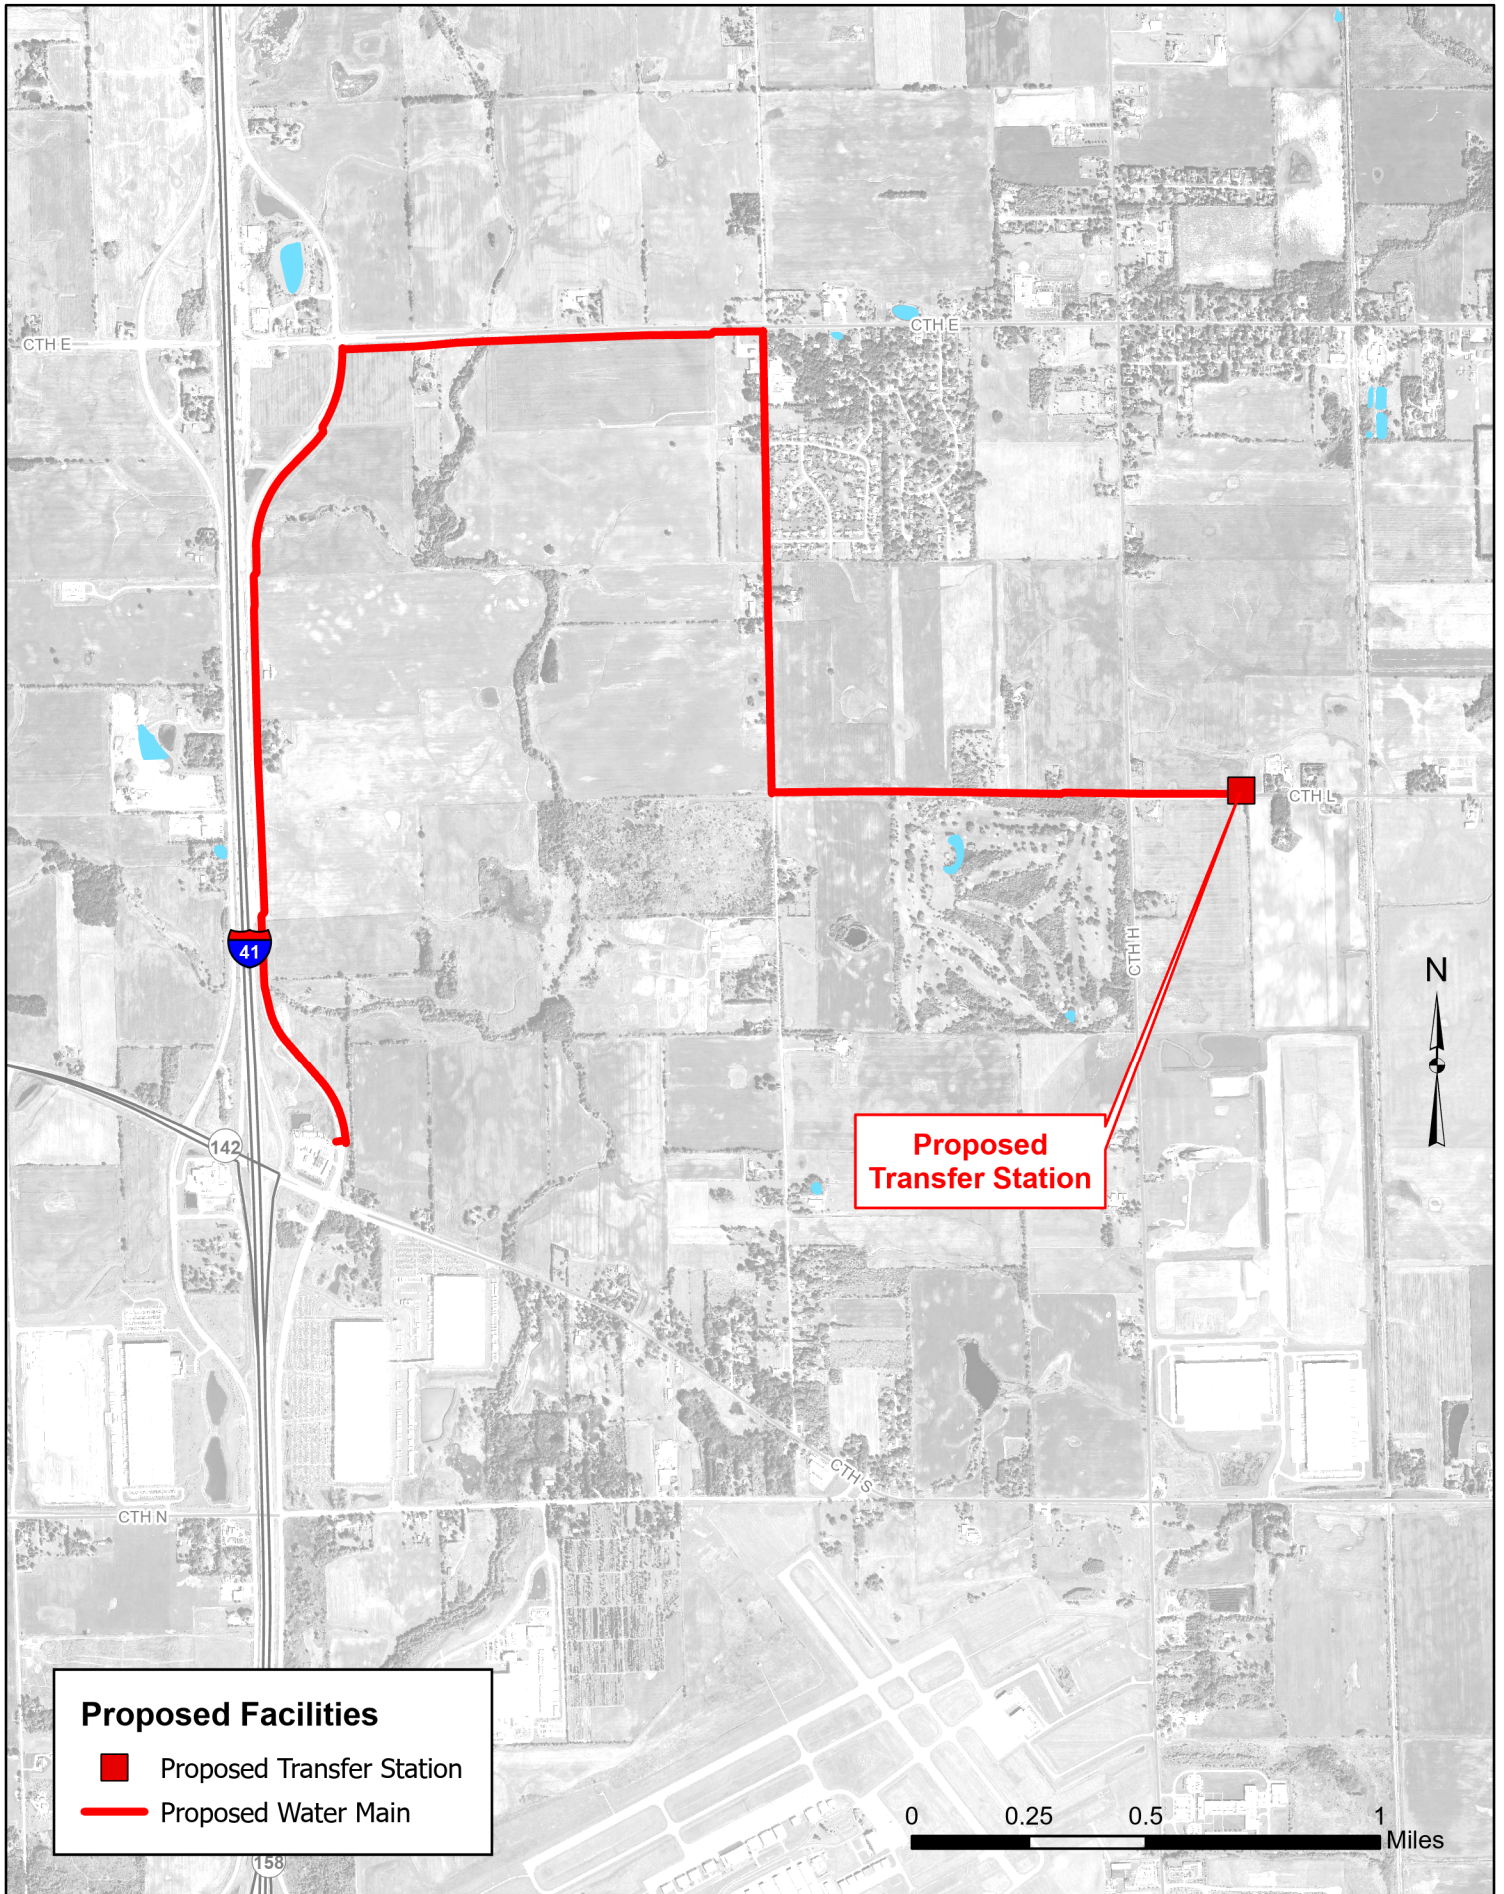 CTH E
CTH E
CTH L
CTH H
41
N
142
Proposed
Transfer Station
CTH S
CTH N
Proposed Facilities
Proposed Transfer Station
Proposed Water Main
0 0.25 0.5 1
Miles
158